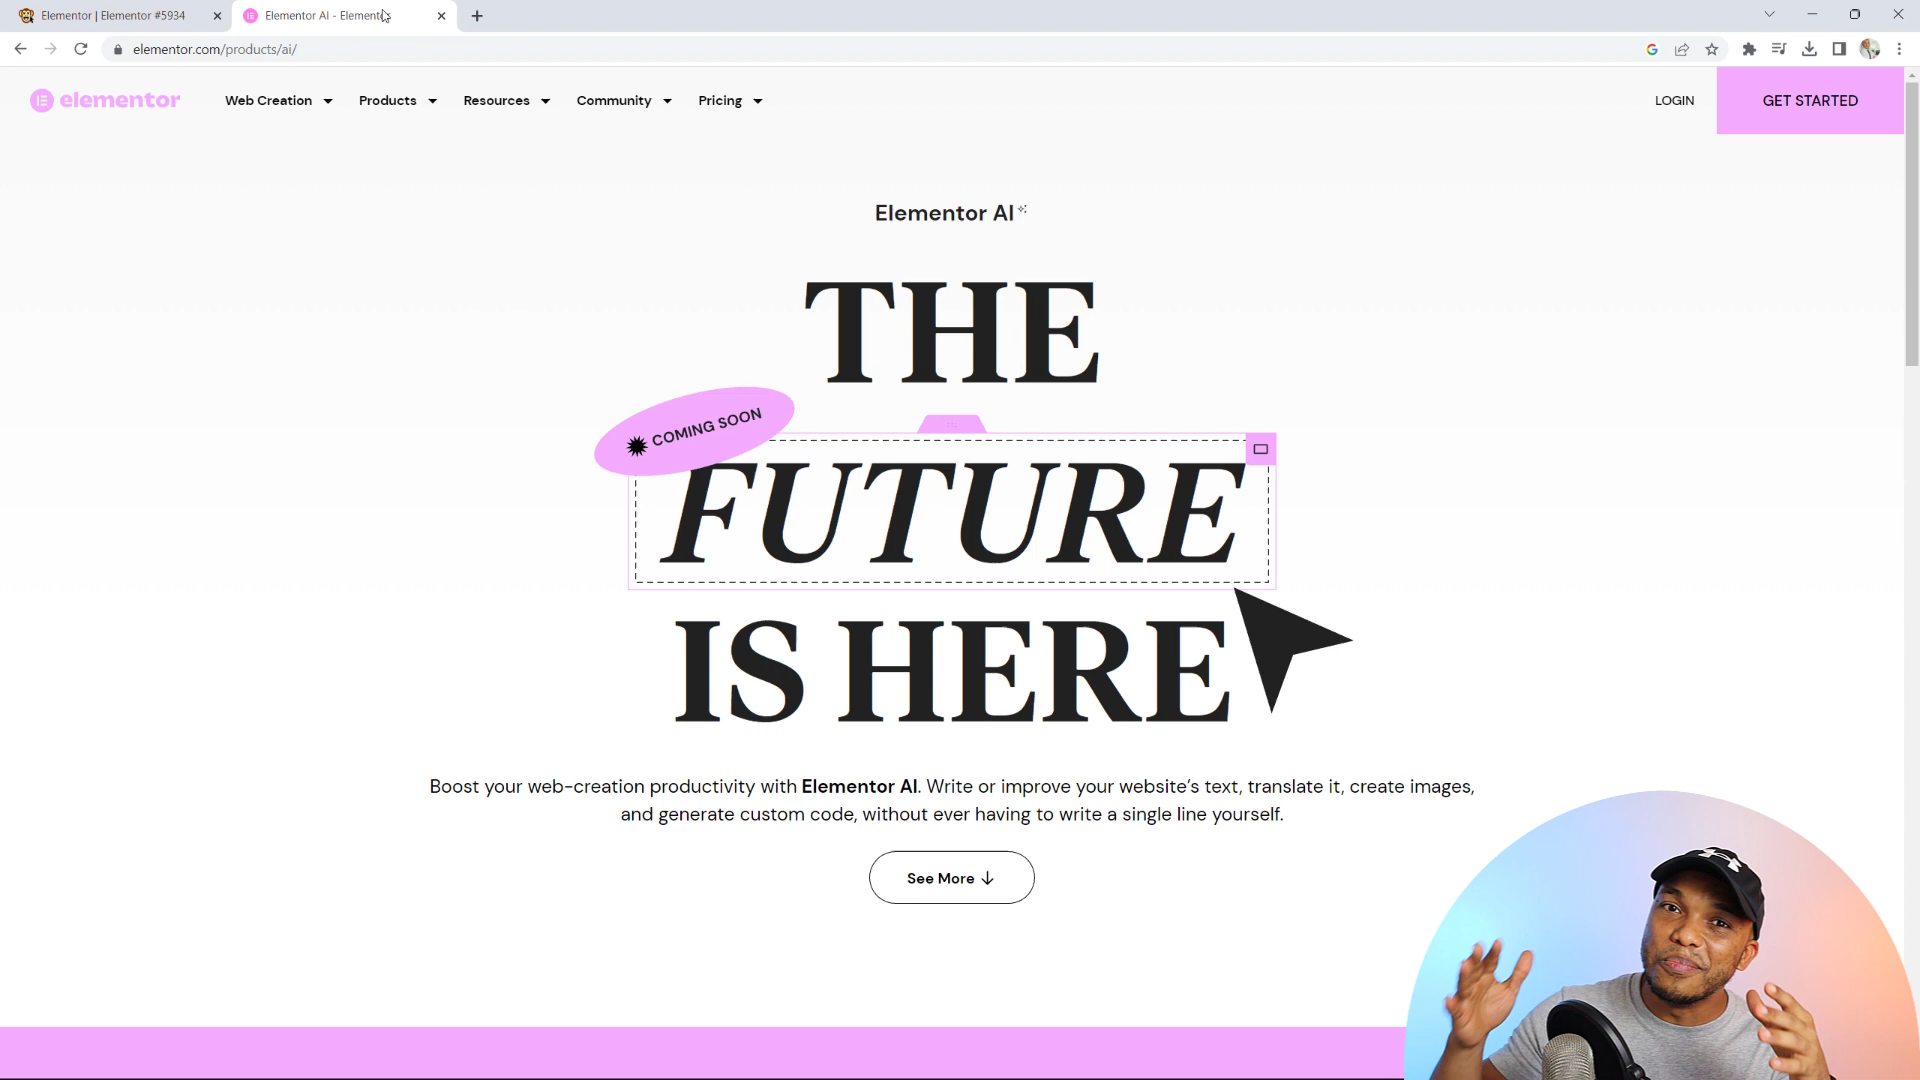 Elementor | Elementor #5934
Elementor AI - Elemento
elementor.com/products/ai/
elementor
Web Creation
Products
Resources
Community
Pricing
LOGIN
GET STARTED
Elementor AI
THE
COMING SOON
FUTURE
IS HERE
Boost your web-creation productivity with Elementor AI. Write or improve your website’s text, translate it, create images,
and generate custom code, without ever having to write a single line yourself.
See More